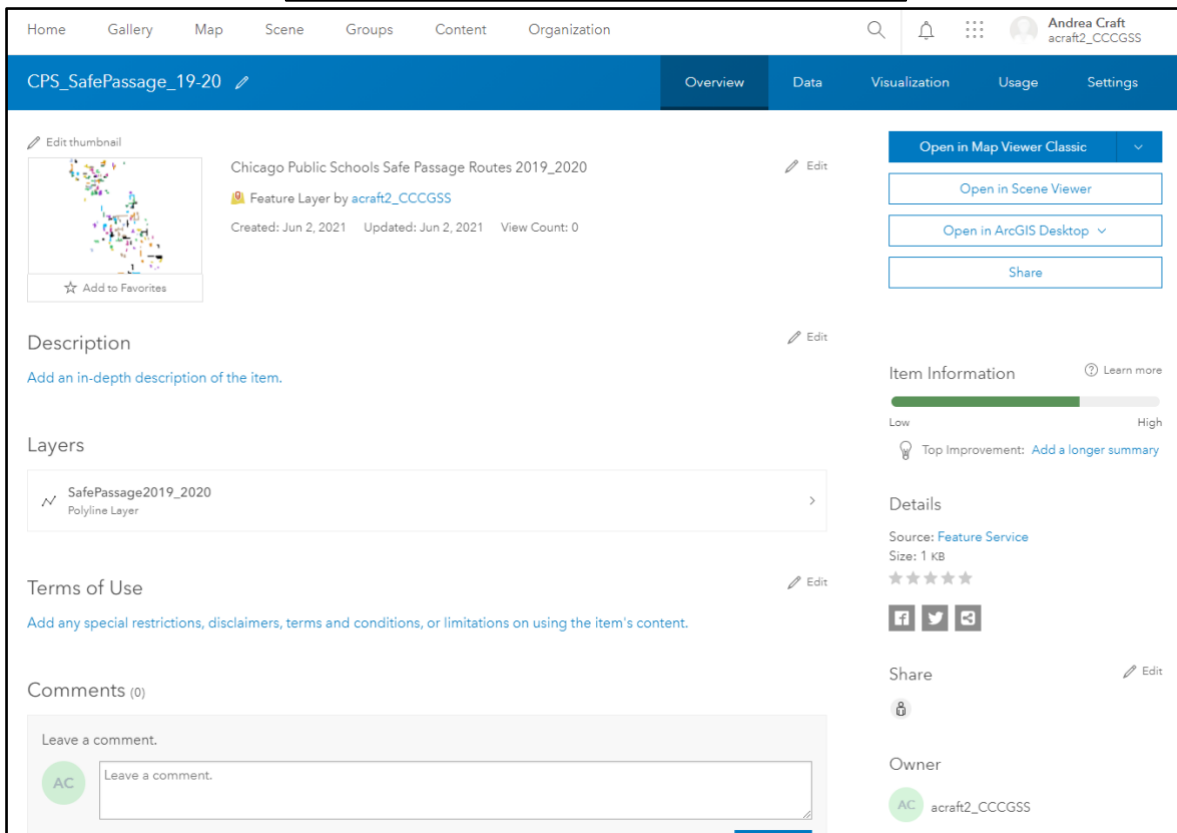 Home Gallery Map Scene Groups Content Organization
Andrea Craft
acraft2_CCCGSS
CPS_SafePassage_19-20
Overview Data Visualization Usage Settings
Edit thumbnail
Chicago Public Schools Safe Passage Routes 2019_2020
Edit
Feature Layer by acraft2_CCCGSS
Created: Jun 2, 2021 Updated: Jun 2, 2021 View Count: 0
Add to Favorites
Open in Map Viewer Classic
Open in Scene Viewer
Open in ArcGIS Desktop
Share
Description
Edit
Add an in-depth description of the item.
Item Information
Learn more
Low High
Top Improvement: Add a longer summary
Layers
SafePassage2019_2020
Polyline Layer
Details
Source: Feature Service
Size: 1 KB
Terms of Use
Edit
Add any special restrictions, disclaimers, terms and conditions, or limitations on using the item's content.
Share
Edit
Comments (0)
Leave a comment.
AC
Leave a comment.
Owner
AC acraft2_CCCGSS